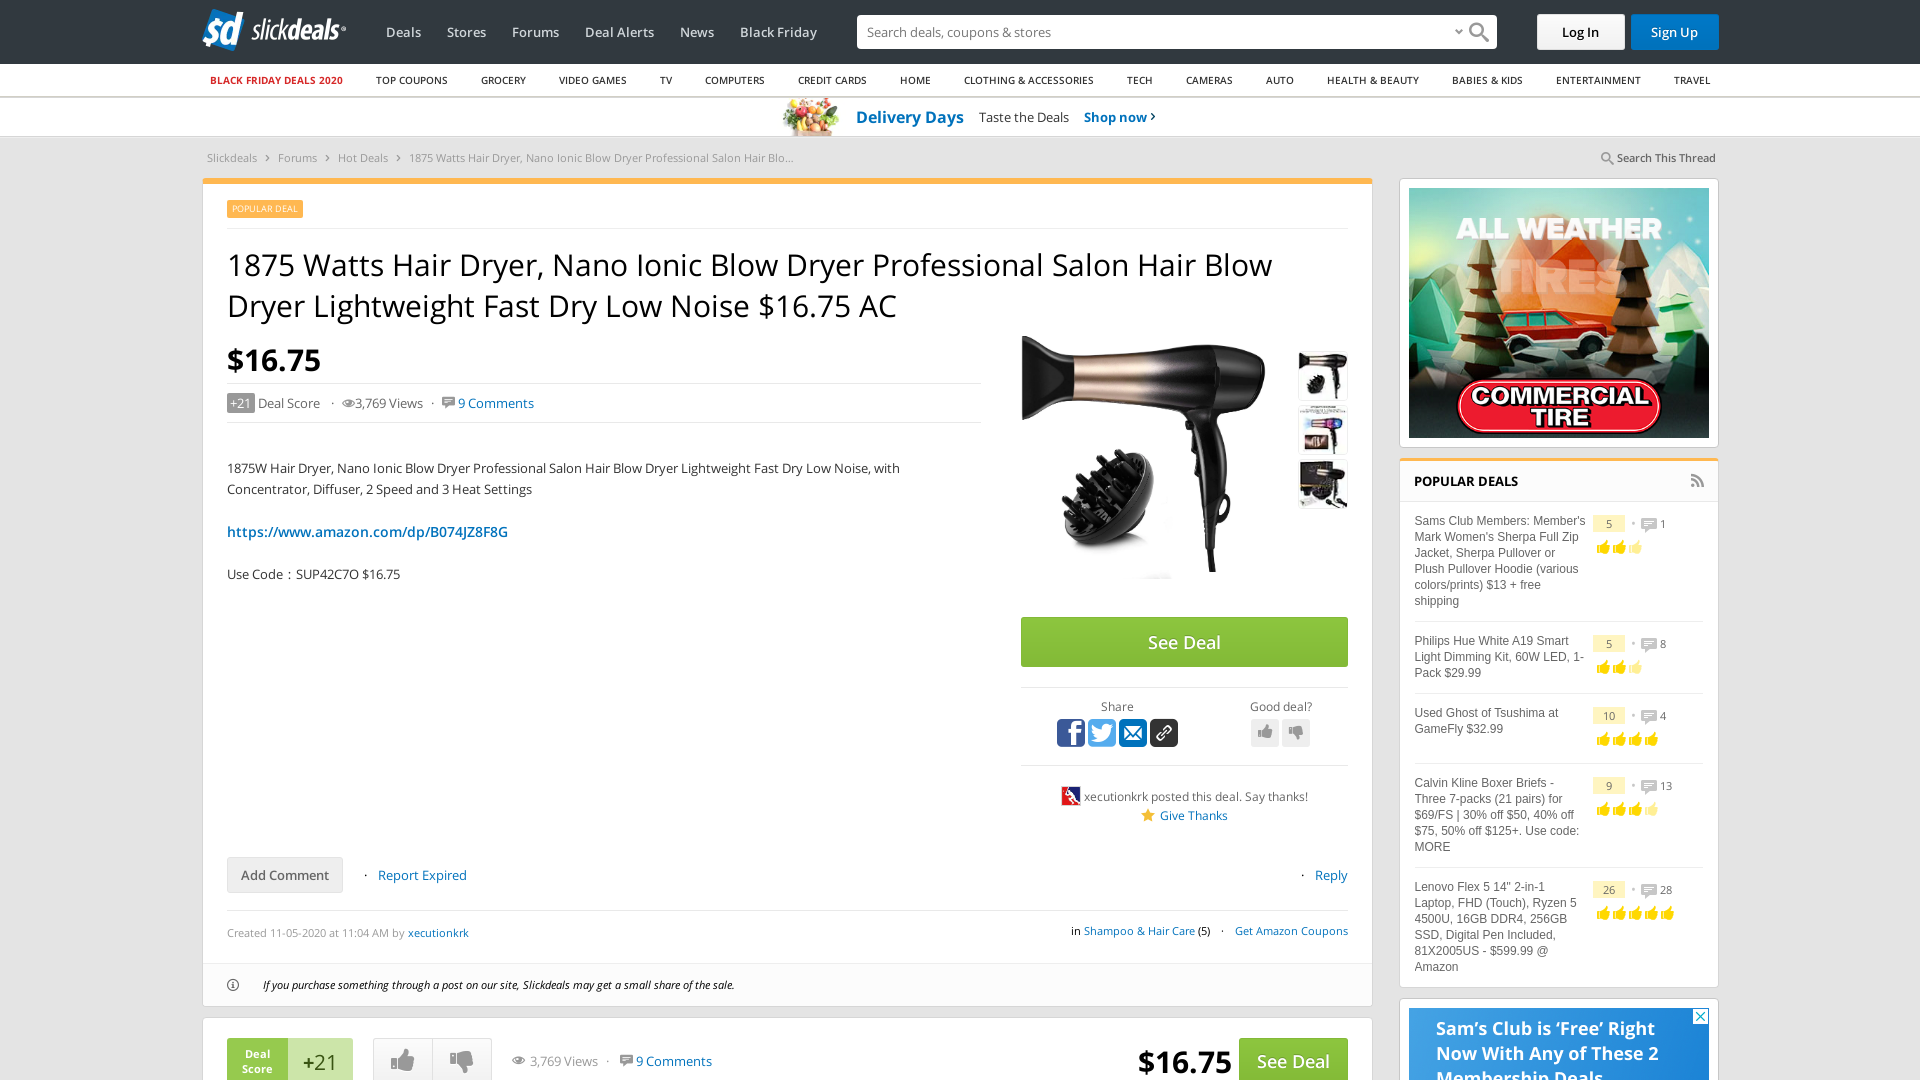 slickdeals
Deals Stores Forums Deal Alerts News Black Friday
Search deals, coupons & stores
Log In Sign Up
BLACK FRIDAY DEALS 2020 TOP COUPONS GROCERY VIDEO GAMES TV COMPUTERS CREDIT CARDS HOME CLOTHING & ACCESSORIES TECH CAMERAS AUTO HEALTH & BEAUTY BABIES & KIDS ENTERTAINMENT TRAVEL
Delivery Days Taste the Deals Shop now
Slickdeals Forums Hot Deals 1875 Watts Hair Dryer, Nano Ionic Blow Dryer Professional Salon Hair Blo...
Search This Thread
POPULAR DEAL
1875 Watts Hair Dryer, Nano Ionic Blow Dryer Professional Salon Hair Blow
Dryer Lightweight Fast Dry Low Noise $16.75 AC
$16.75
+21 Deal Score · 3,769 Views · 9 Comments
1875W Hair Dryer, Nano Ionic Blow Dryer Professional Salon Hair Blow Dryer Lightweight Fast Dry Low Noise, with
Concentrator, Diffuser, 2 Speed and 3 Heat Settings
https://www.amazon.com/dp/B074JZ8F8G
Use Code：SUP42C7O $16.75
See Deal
Share
Good deal?
xecutionkrk posted this deal. Say thanks!
Give Thanks
Add Comment · Report Expired
· Reply
Created 11-05-2020 at 11:04 AM by xecutionkrk
in Shampoo & Hair Care (5) · Get Amazon Coupons
If you purchase something through a post on our site, Slickdeals may get a small share of the sale.
Deal
Score
+21
3,769 Views · 9 Comments
$16.75 See Deal
ALL WEATHER
TIRES
COMMERCIAL
TIRE
POPULAR DEALS
Sams Club Members: Member's
Mark Women's Sherpa Full Zip
Jacket, Sherpa Pullover or
Plush Pullover Hoodie (various
colors/prints) $13 + free
shipping
5 • 1
Philips Hue White A19 Smart
Light Dimming Kit, 60W LED, 1-
Pack $29.99
5 • 8
Used Ghost of Tsushima at
GameFly $32.99
10 • 4
Calvin Kline Boxer Briefs -
Three 7-packs (21 pairs) for
$69/FS | 30% off $50, 40% off
$75, 50% off $125+. Use code:
MORE
9 • 13
Lenovo Flex 5 14" 2-in-1
Laptop, FHD (Touch), Ryzen 5
4500U, 16GB DDR4, 256GB
SSD, Digital Pen Included,
81X2005US - $599.99 @
Amazon
26 • 28
Sam's Club is ‘Free’ Right
Now With Any of These 2
Membership Deals